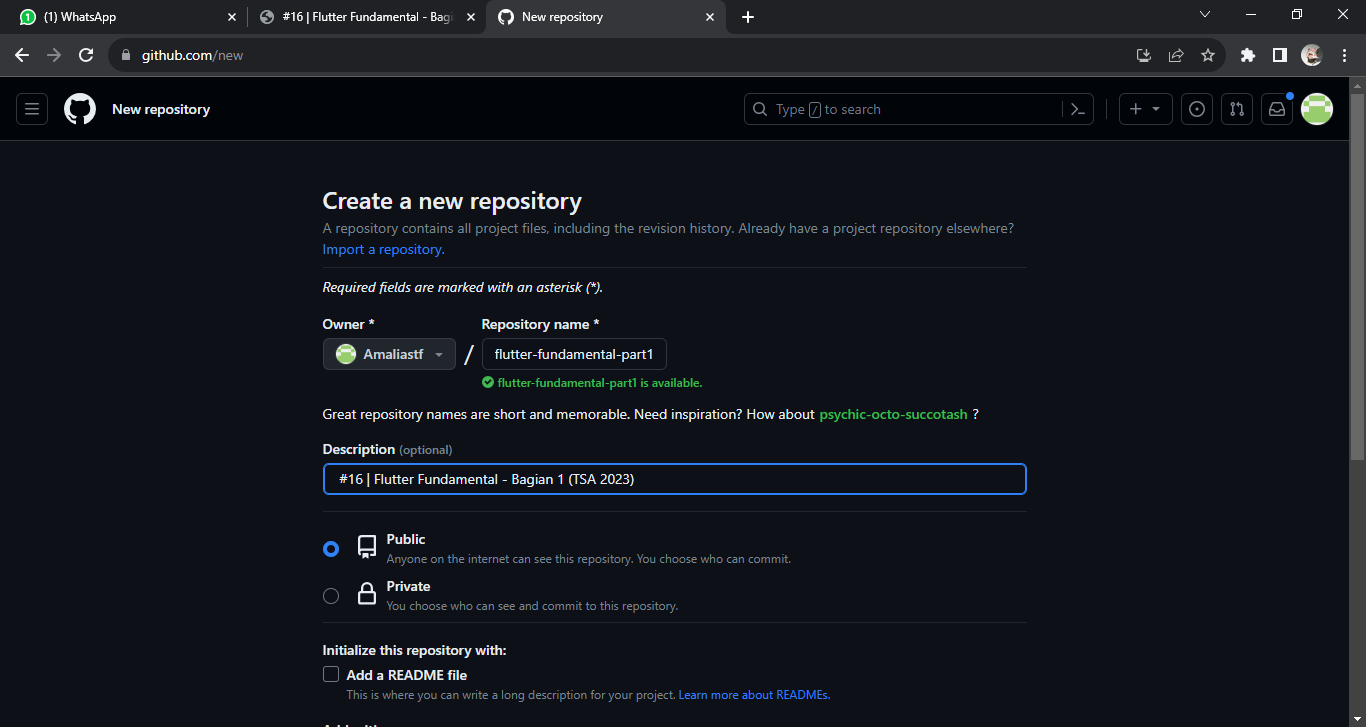 (1) WhatsApp
#16 | Flutter Fundamental - Bagi
New repository
github.com/new
New repository
Type / to search
Create a new repository
A repository contains all project files, including the revision history. Already have a project repository elsewhere?
Import a repository.
Required fields are marked with an asterisk (*).
Owner *
Repository name *
Amaliastf
/
flutter-fundamental-part1
flutter-fundamental-part1 is available.
Great repository names are short and memorable. Need inspiration? How about psychic-octo-succotash ?
Description (optional)
#16 | Flutter Fundamental - Bagian 1 (TSA 2023)
Public
Anyone on the internet can see this repository. You choose who can commit.
Private
You choose who can see and commit to this repository.
Initialize this repository with:
Add a README file
This is where you can write a long description for your project. Learn more about READMEs.